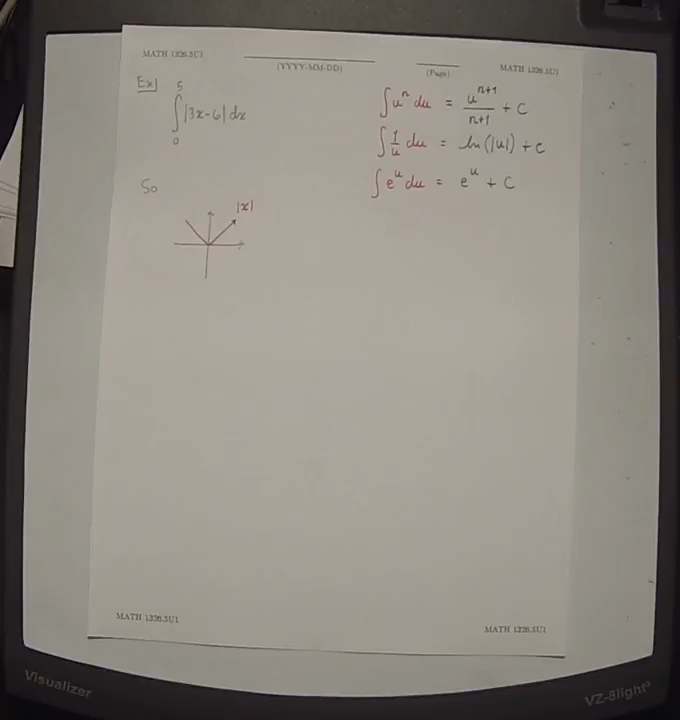 MATH 1326.5U1
(YYYY-MM-DD)
(Page)
MATH 1326.5U1
Ex]
∫₀⁵ |3x-6| dx
∫uⁿ du = uⁿ⁺¹/n+1 + C
∫1/u du = ln(|u|) + C
∫eᵘ du = eᵘ + C
So
|x|
MATH 1326.5U1
MATH 1326.5U1
Visualizer
VZ-8light³